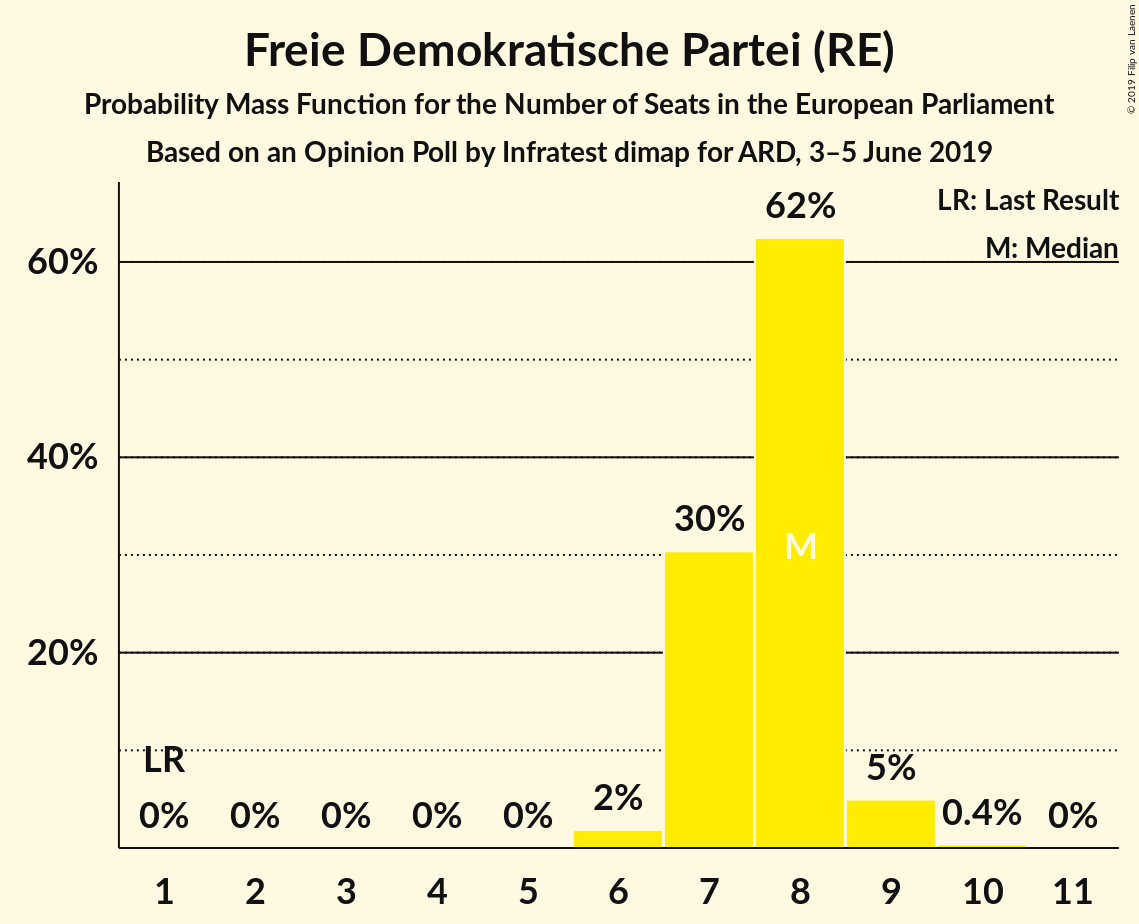 Freie Demokratische Partei (RE)
Probability Mass Function for the Number of Seats in the European Parliament
Based on an Opinion Poll by Infratest dimap for ARD, 3–5 June 2019
© 2019 Filip van Laenen
LR: Last Result
M: Median
60%
40%
20%
LR
0%
0%
0%
0%
0%
2%
30%
62%
M
5%
0.4%
0%
1 2 3 4 5 6 7 8 9 10 11